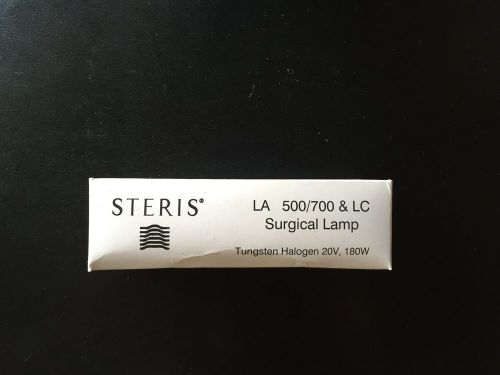 STERIS®
LA 500/700 & LC
Surgical Lamp
Tungsten Halogen 20V, 180W